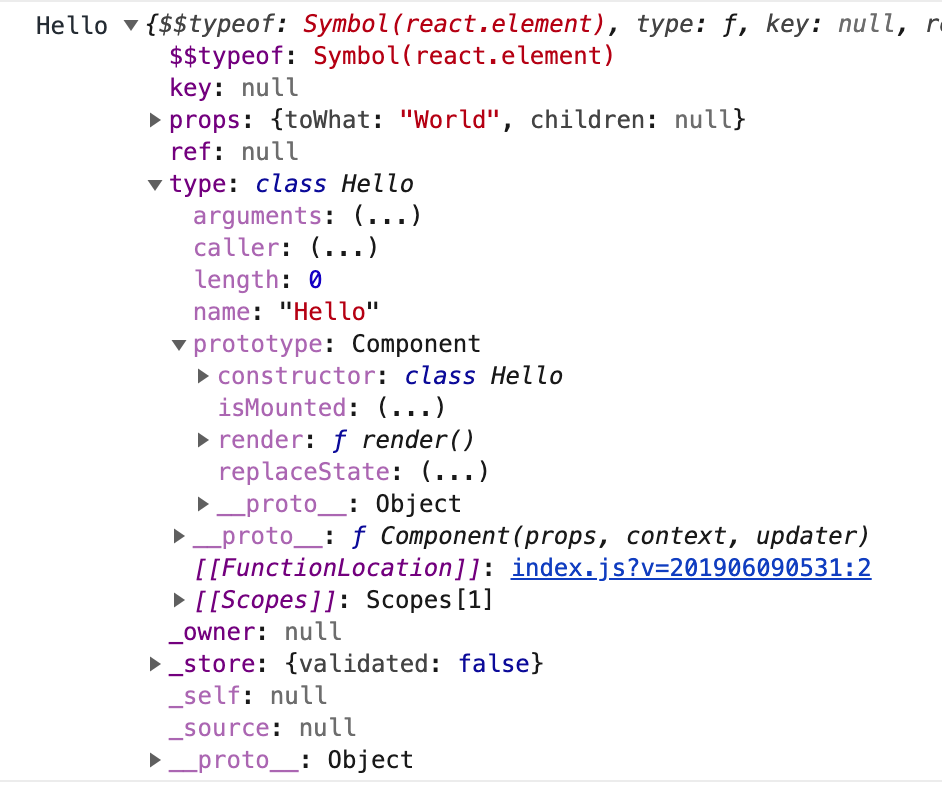 Hello ▼{$$typeof: Symbol(react.element), type: ƒ, key: null, re
$$typeof: Symbol(react.element)
key: null
▶props: {toWhat: "World", children: null}
ref: null
▼type: class Hello
arguments: (...)
caller: (...)
length: 0
name: "Hello"
▼prototype: Component
▶constructor: class Hello
isMounted: (...)
▶render: ƒ render()
replaceState: (...)
▶__proto__: Object
▶__proto__: ƒ Component(props, context, updater)
[[FunctionLocation]]: index.js?v=201906090531:2
▶[[Scopes]]: Scopes[1]
_owner: null
▶_store: {validated: false}
_self: null
_source: null
▶__proto__: Object